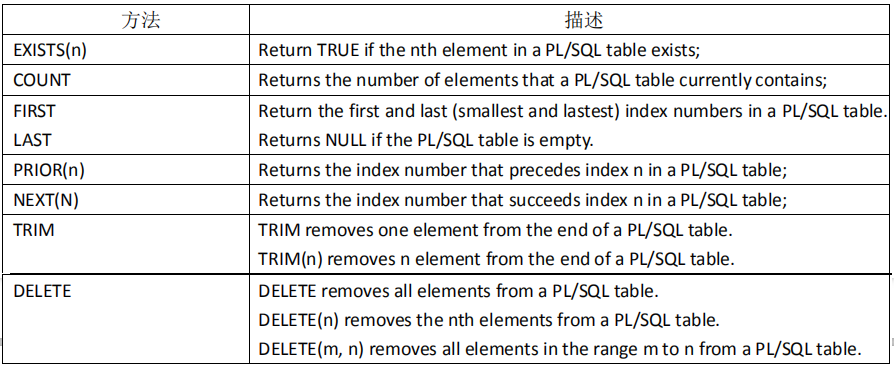 方法 描述
EXISTS(n) Return TRUE if the nth element in a PL/SQL table exists;
COUNT Returns the number of elements that a PL/SQL table currently contains;
FIRST Return the first and last (smallest and lastest) index numbers in a PL/SQL table.
LAST Returns NULL if the PL/SQL table is empty.
PRIOR(n) Returns the index number that precedes index n in a PL/SQL table;
NEXT(N) Returns the index number that succeeds index n in a PL/SQL table;
TRIM TRIM removes one element from the end of a PL/SQL table.
TRIM(n) removes n element from the end of a PL/SQL table.
DELETE DELETE removes all elements from a PL/SQL table.
DELETE(n) removes the nth elements from a PL/SQL table.
DELETE(m, n) removes all elements in the range m to n from a PL/SQL table.